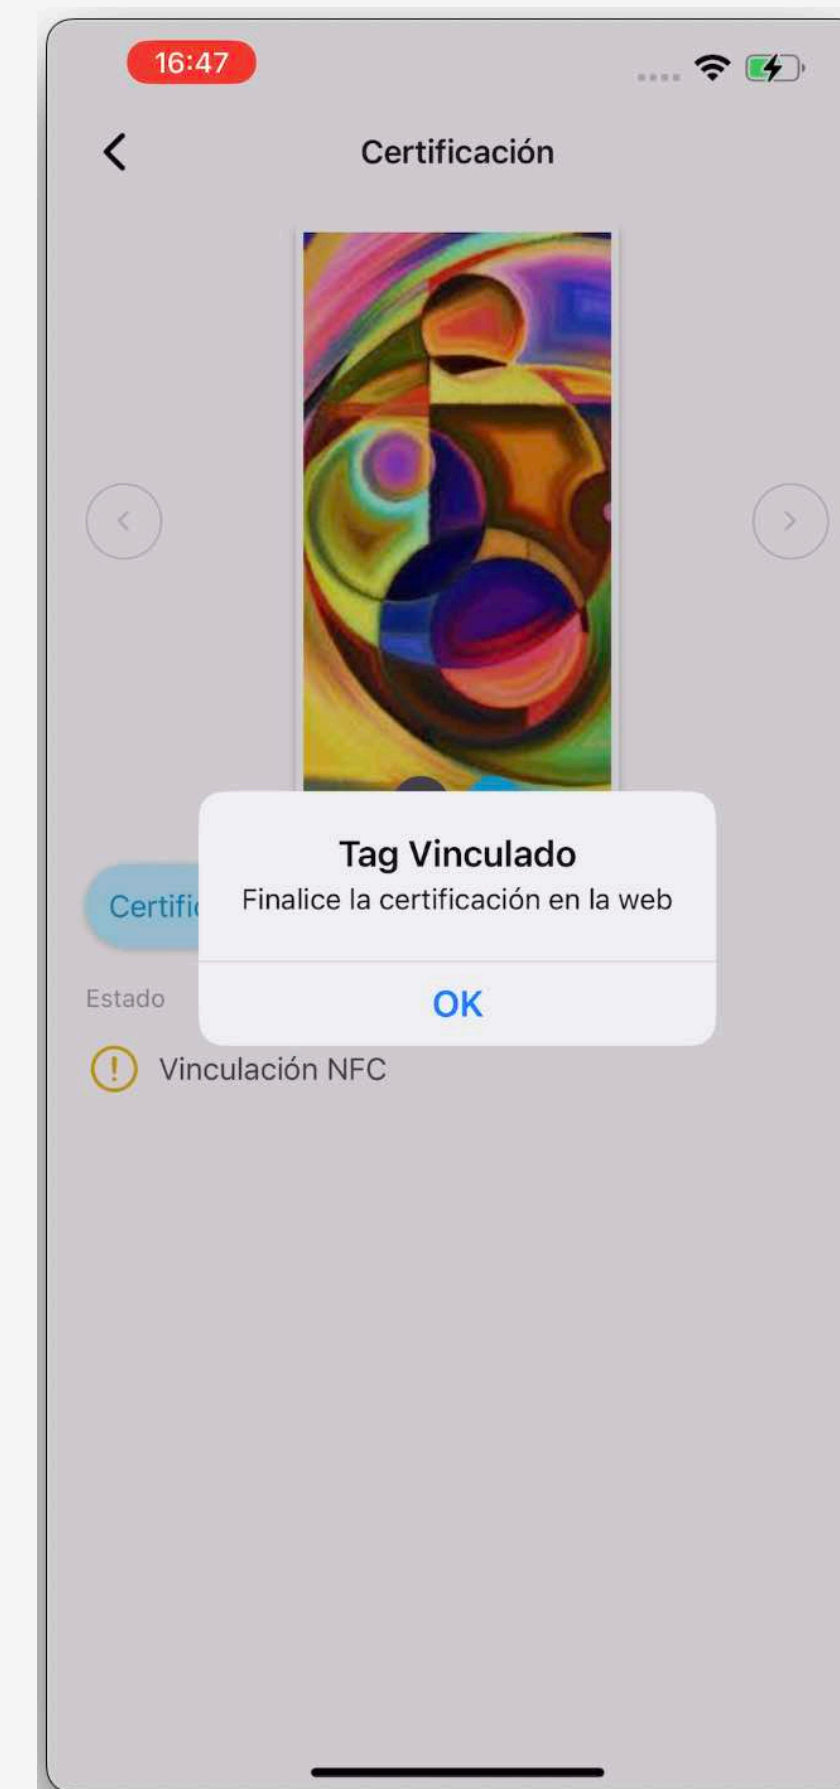 16:47
Certificación
Tag Vinculado
Finalice la certificación en la web
Estado
OK
Vinculación NFC